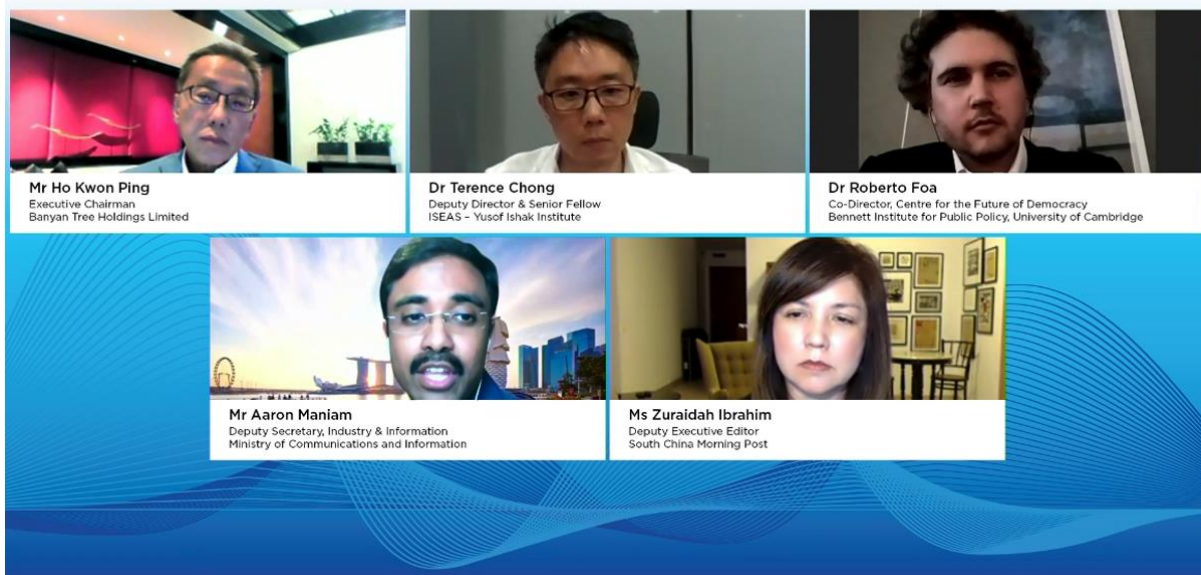 Mr Ho Kwon Ping
Executive Chairman
Banyan Tree Holdings Limited
Dr Terence Chong
Deputy Director & Senior Fellow
ISEAS – Yusof Ishak Institute
Dr Roberto Foa
Co-Director, Centre for the Future of Democracy
Bennett Institute for Public Policy, University of Cambridge
Mr Aaron Maniam
Deputy Secretary, Industry & Information
Ministry of Communications and Information
Ms Zuraidah Ibrahim
Deputy Executive Editor
South China Morning Post